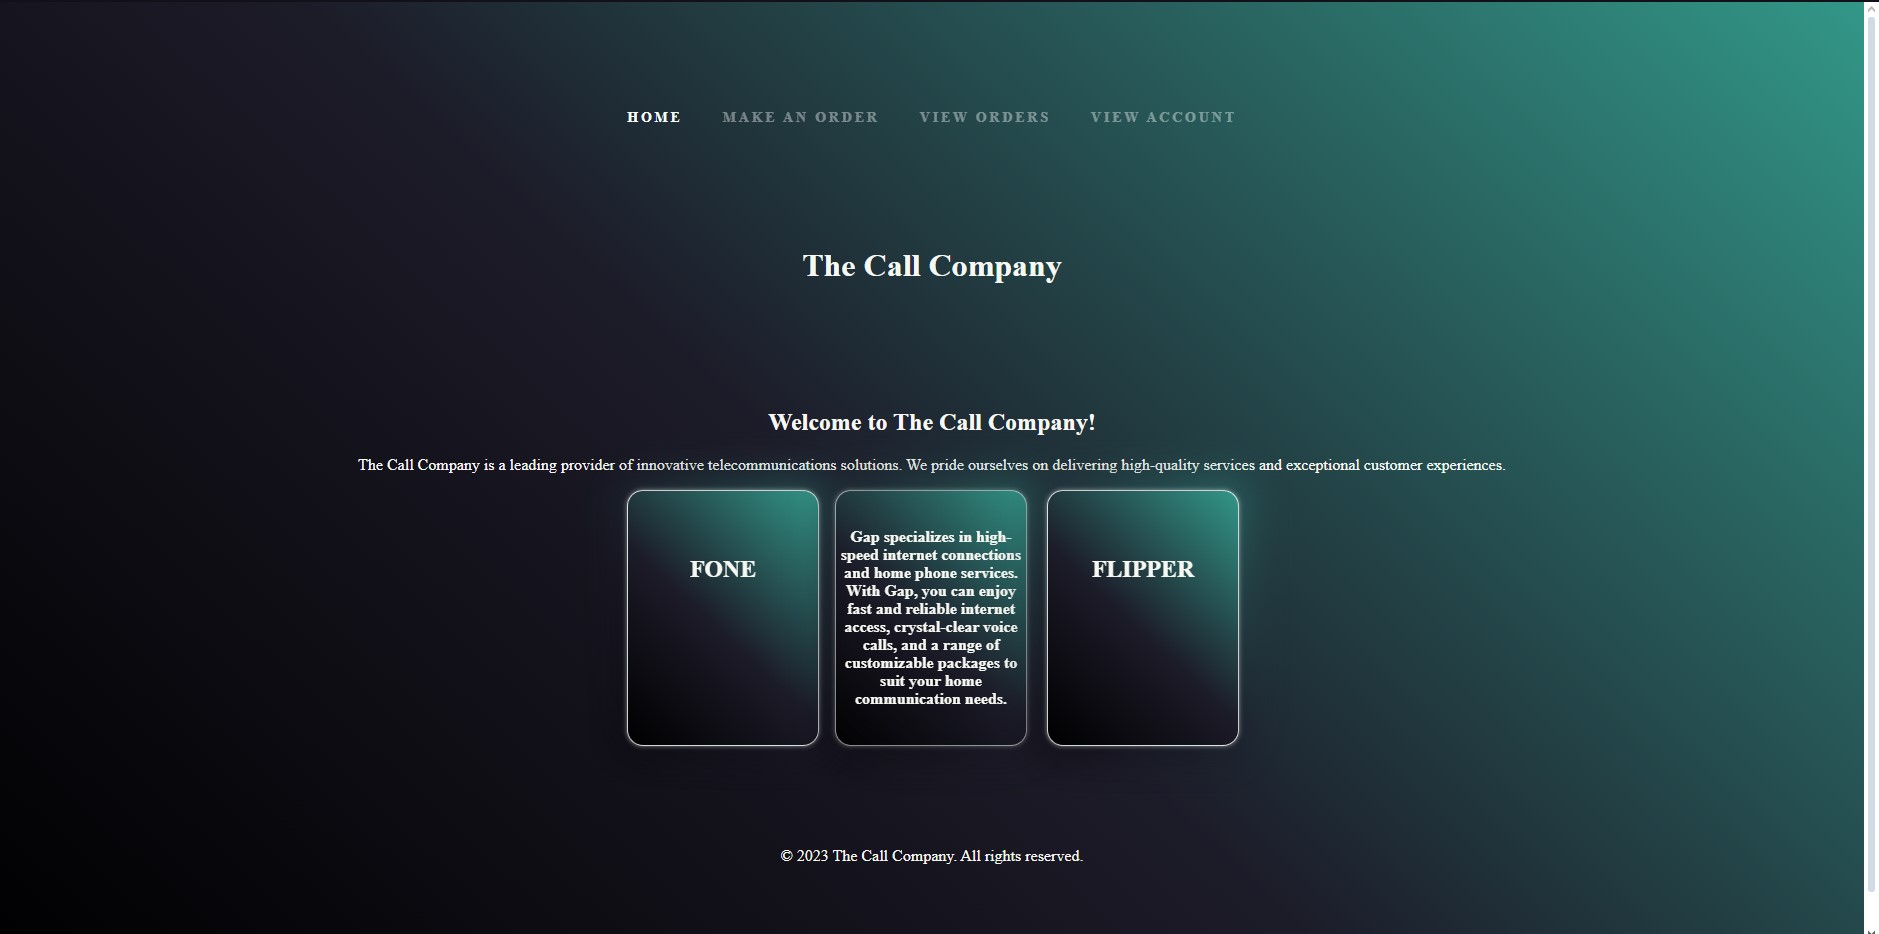 HOME MAKE AN ORDER VIEW ORDERS VIEW ACCOUNT
The Call Company
Welcome to The Call Company!
The Call Company is a leading provider of innovative telecommunications solutions. We pride ourselves on delivering high-quality services and exceptional customer experiences.
FONE
Gap specializes in high-
speed internet connections
and home phone services.
With Gap, you can enjoy
fast and reliable internet
access, crystal-clear voice
calls, and a range of
customizable packages to
suit your home
communication needs.
FLIPPER
© 2023 The Call Company. All rights reserved.